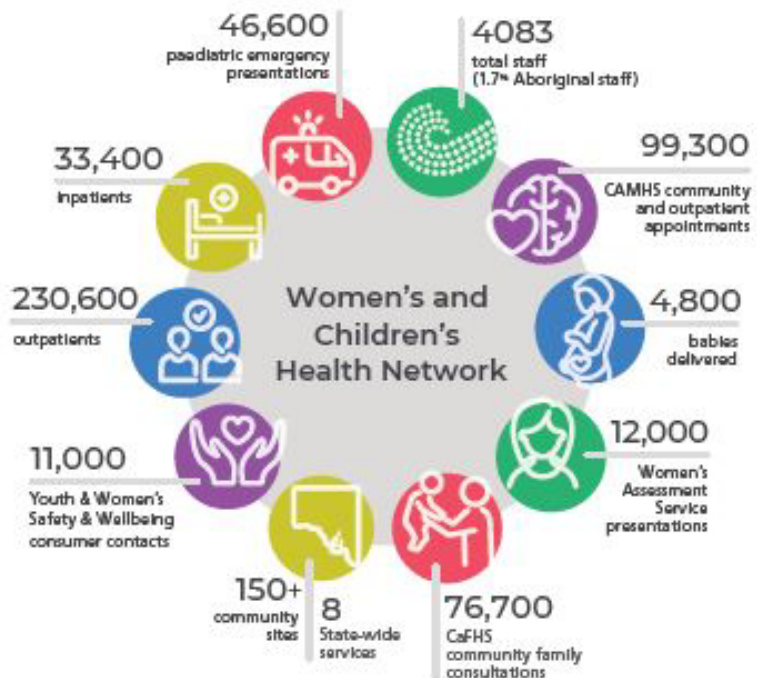 46,600
paediatric emergency
presentations
4083
total staff
(1.7% Aboriginal staff)
33,400
inpatients
99,300
CAMHS community
and outpatient
appointments
Women's and
Children's
Health Network
230,600
outpatients
4,800
babies
delivered
11,000
Youth & Women's
Safety & Wellbeing
consumer contacts
12,000
Women's
Assessment
Service
presentations
150+
community
sites
8
State-wide
services
76,700
CaFHS
community family
consultations